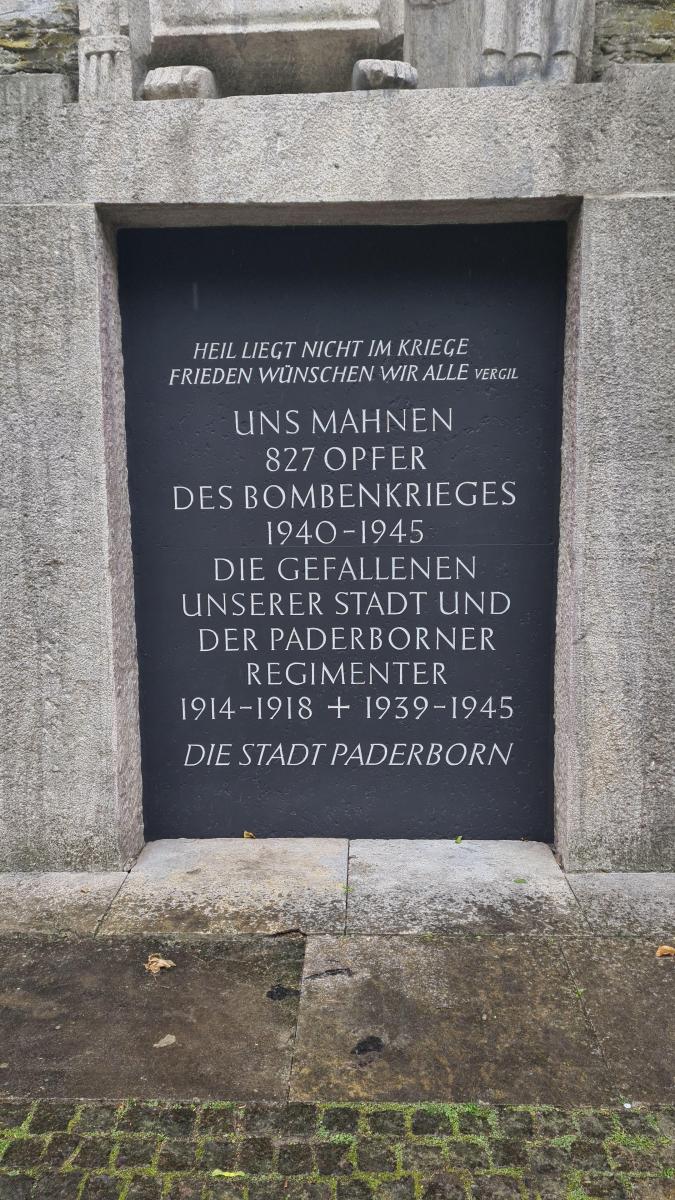 HEIL LIEGT NICHT IM KRIEGE
FRIEDEN WÜNSCHEN WIR ALLE VERGIL
UNS MAHNEN
827 OPFER
DES BOMBENKRIEGES
1940-1945
DIE GEFALLENEN
UNSERER STADT UND
DER PADERBORNER
REGIMENTER
1914-1918 + 1939-1945
DIE STADT PADERBORN